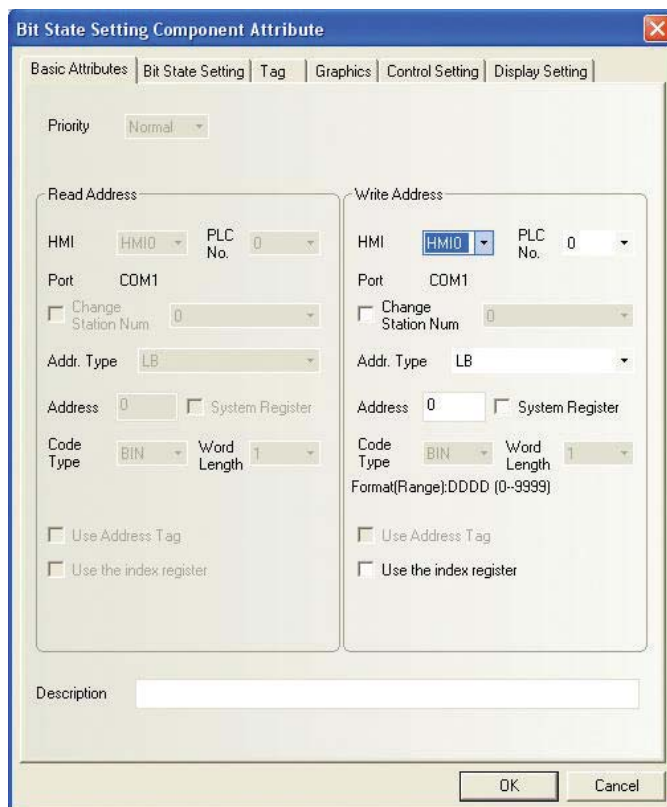 Bit State Setting Component Attribute
Basic Attributes Bit State Setting Tag Graphics Control Setting Display Setting
Priority Normal
Read Address
HMI HMI0 PLC No. 0
Port COM1
Change Station Num 0
Addr. Type LB
Address 0 System Register
Code Type BIN Word Length 1
Use Address Tag
Use the index register
Write Address
HMI HMI0 PLC No. 0
Port COM1
Change Station Num 0
Addr. Type LB
Address 0 System Register
Code Type BIN Word Length 1
Format(Range):DDDD (0--9999)
Use Address Tag
Use the index register
Description
OK Cancel